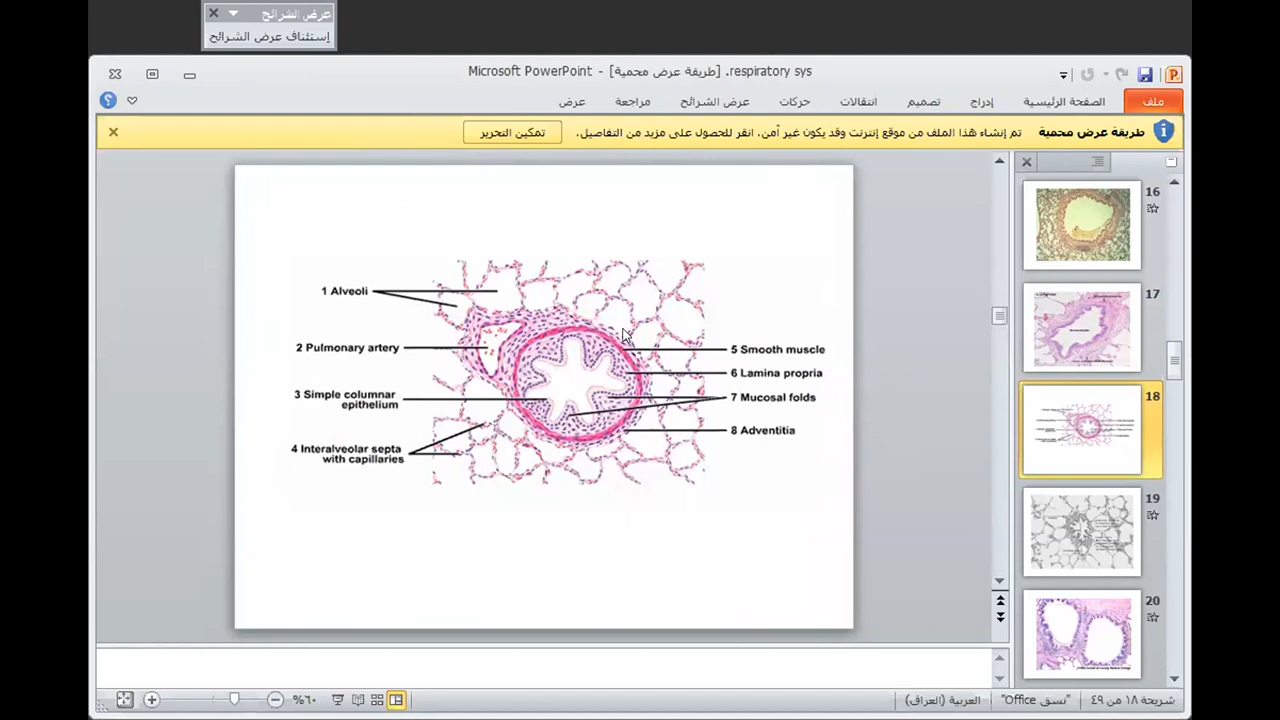 عرض الشرائح
إستئناف عرض الشرائح
respiratory sys. [طريقة عرض محمية] - Microsoft PowerPoint
ملف
الصفحة الرئيسية
إدراج
تصميم
انتقالات
حركات
عرض الشرائح
مراجعة
عرض
طريقة عرض محمية
تم إنشاء هذا الملف من موقع إنترنت وقد يكون غير آمن. انقر للحصول على مزيد من التفاصيل.
تمكين التحرير
1 Alveoli
2 Pulmonary artery
3 Simple columnar
epithelium
4 Interalveolar septa
with capillaries
5 Smooth muscle
6 Lamina propria
7 Mucosal folds
8 Adventitia
16
17
18
19
20
شريحة ١٨ من ٤٩
"نسق Office"
العربية (العراق)
٦٠%